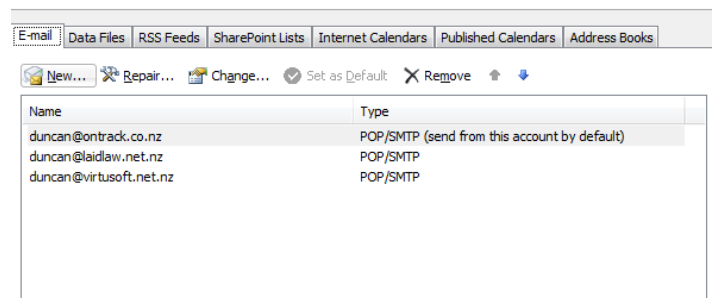 E-mail Data Files RSS Feeds SharePoint Lists Internet Calendars Published Calendars Address Books
New... Repair... Change... Set as Default Remove
Name Type
duncan@ontrack.co.nz POP/SMTP (send from this account by default)
duncan@laidlaw.net.nz POP/SMTP
duncan@virtusoft.net.nz POP/SMTP